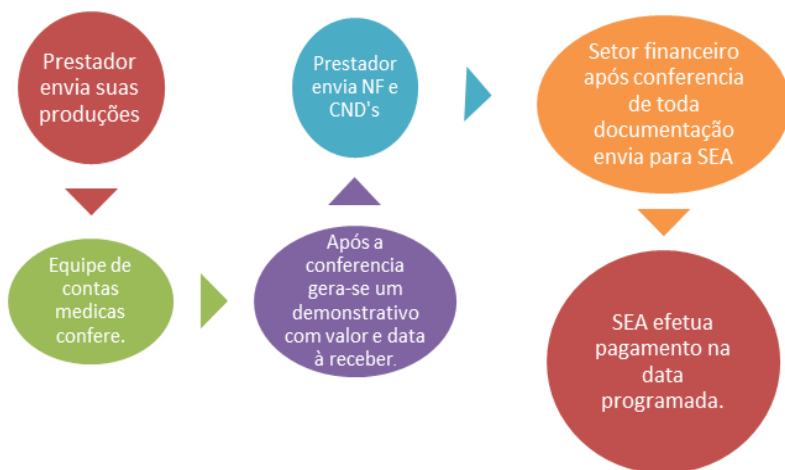 Prestador
envia suas
produções
Equipe de
contas
medicas
confere.
Após a
conferencia
gera-se um
demonstrativo
com valor e data
à receber.
Prestador
envia NF e
CND's
Setor financeiro
após conferencia
de toda
documentação
envia para SEA
SEA efetua
pagamento na
data
programada.